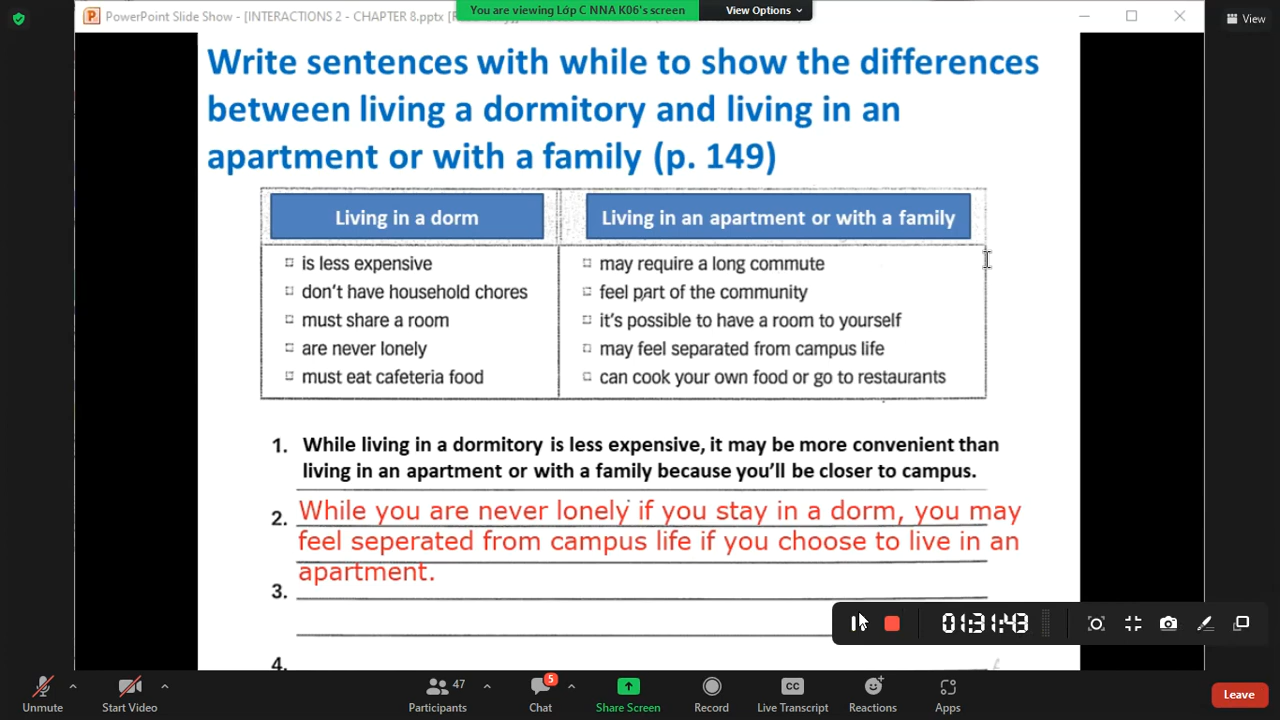 PowerPoint Slide Show - [INTERACTIONS 2 - CHAPTER 8.pptx
You are viewing Lớp C NNA K06's screen
View Options
View
Write sentences with while to show the differences
between living a dormitory and living in an
apartment or with a family (p. 149)
Living in a dorm
Living in an apartment or with a family
is less expensive
may require a long commute
don't have household chores
feel part of the community
must share a room
it's possible to have a room to yourself
are never lonely
may feel separated from campus life
must eat cafeteria food
can cook your own food or go to restaurants
1. While living in a dormitory is less expensive, it may be more convenient than
living in an apartment or with a family because you'll be closer to campus.
2. While you are never lonely if you stay in a dorm, you may
feel seperated from campus life if you choose to live in an
apartment.
3.
4.
01:31:43
Unmute
Start Video
Participants
47
Chat
5
Share Screen
Record
CC
Live Transcript
Reactions
Apps
Leave